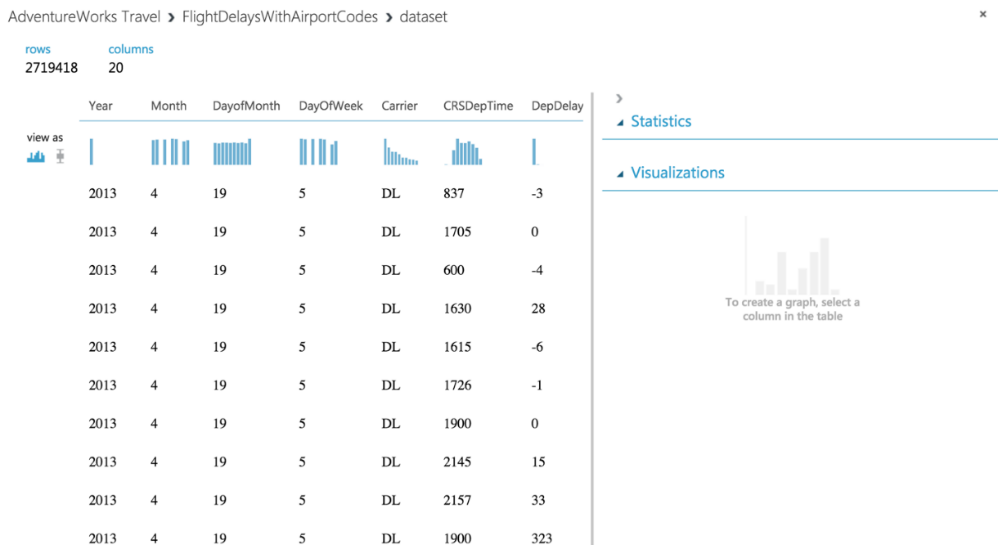 AdventureWorks Travel › FlightDelaysWithAirportCodes › dataset ×
rows columns
2719418 20
Year Month DayofMonth DayOfWeek Carrier CRSDepTime DepDelay
view as
2013 4 19 5 DL 837 -3
2013 4 19 5 DL 1705 0
2013 4 19 5 DL 600 -4
2013 4 19 5 DL 1630 28
2013 4 19 5 DL 1615 -6
2013 4 19 5 DL 1726 -1
2013 4 19 5 DL 1900 0
2013 4 19 5 DL 2145 15
2013 4 19 5 DL 2157 33
2013 4 19 5 DL 1900 323
Statistics
Visualizations
To create a graph, select a
column in the table